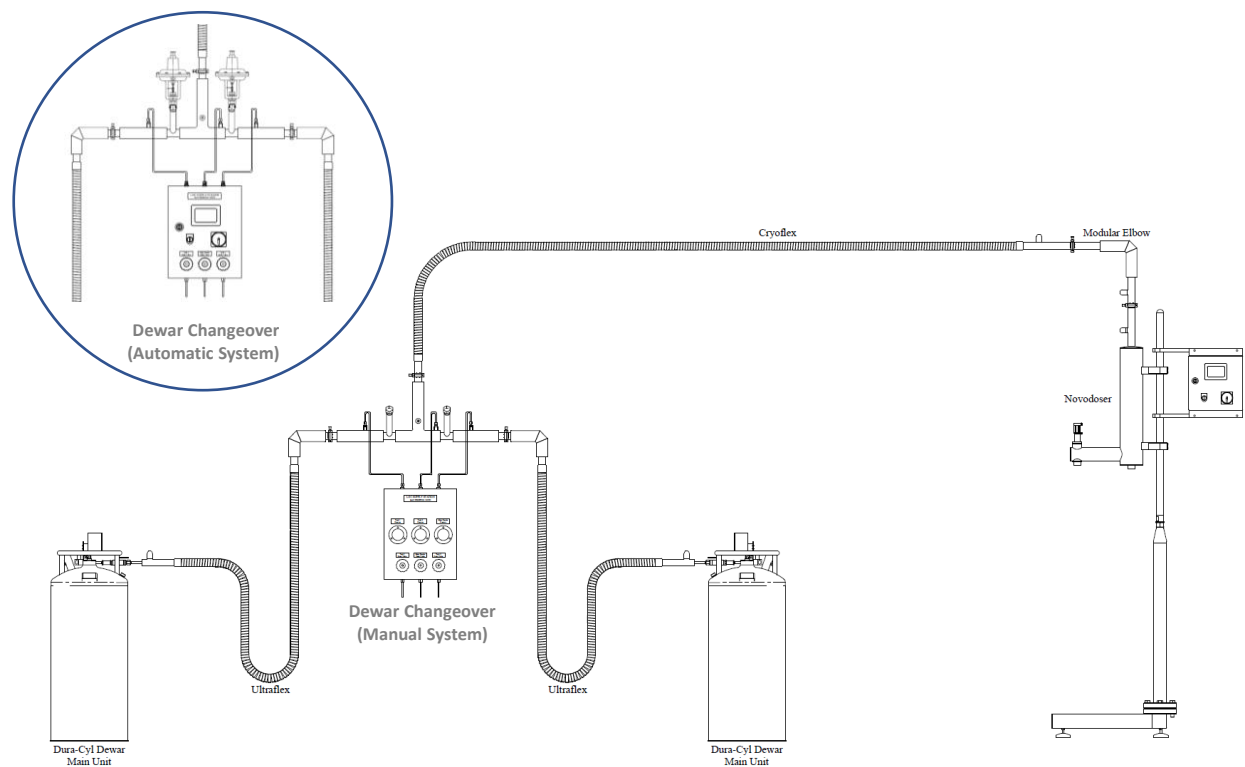 Dewar Changeover
(Automatic System)
Cryoflex
Modular Elbow
Novodoser
Dewar Changeover
(Manual System)
Ultraflex
Ultraflex
Dura-Cyl Dewar
Main Unit
Dura-Cyl Dewar
Main Unit